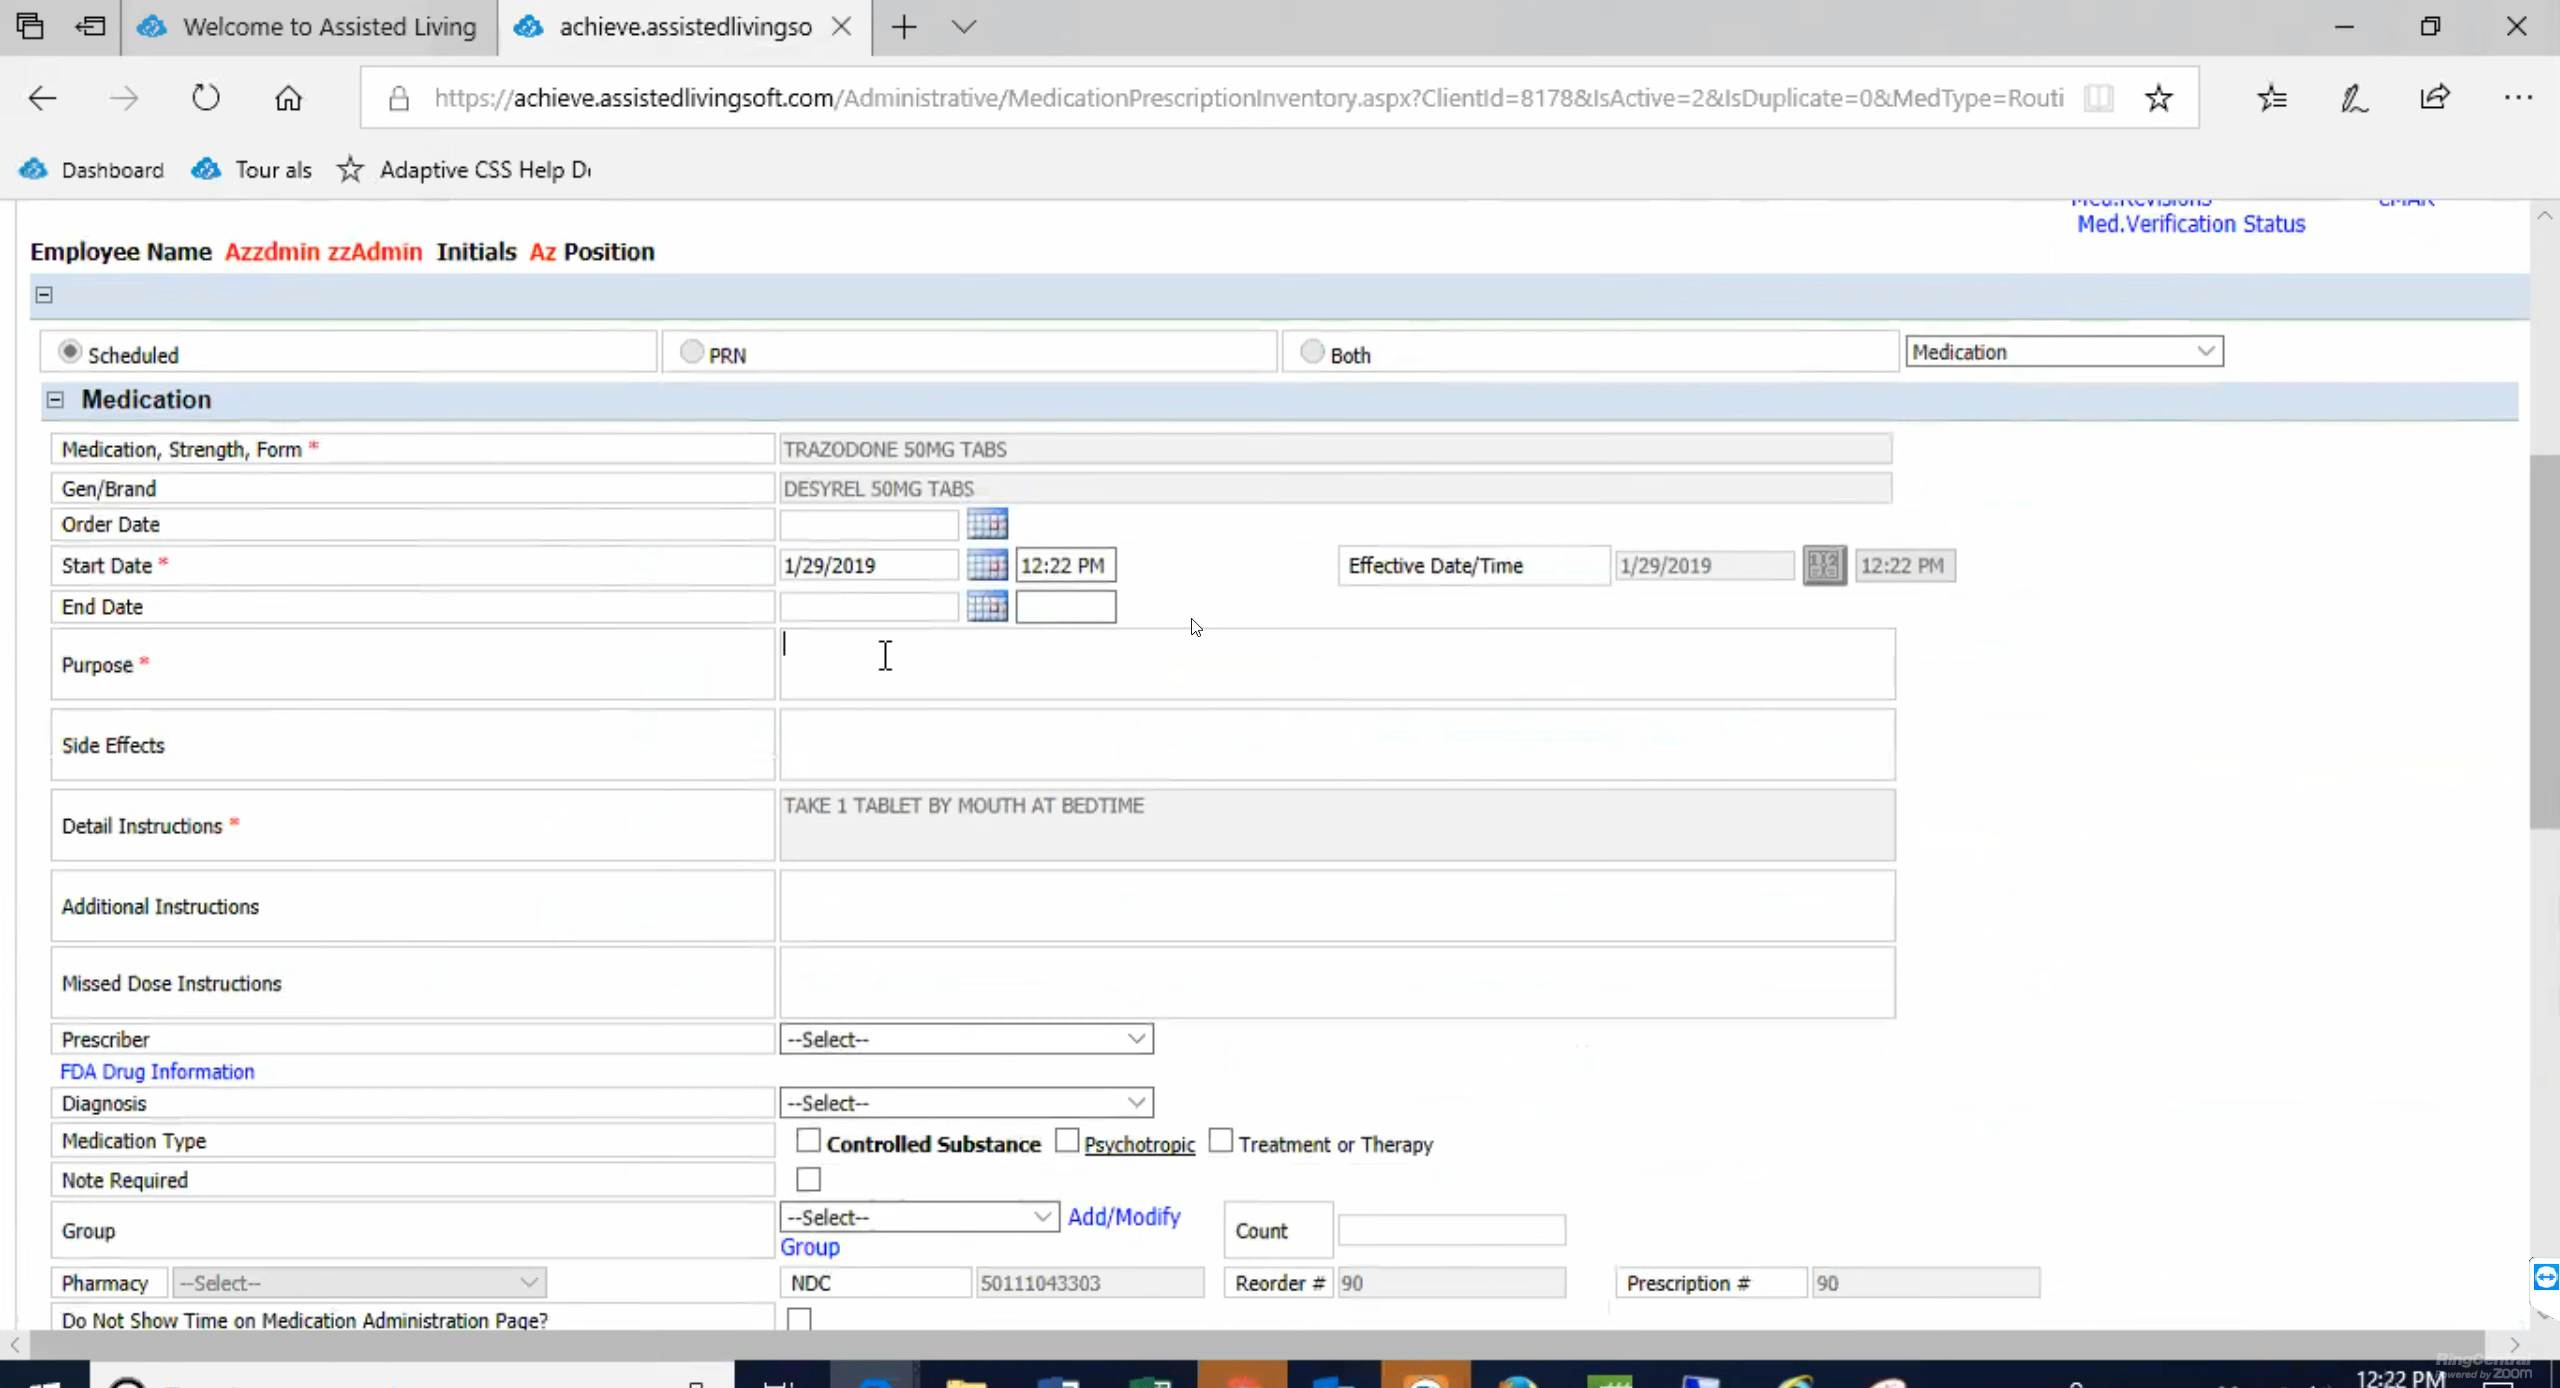 Welcome to Assisted Living
achieve.assistedlivingso
https://achieve.assistedlivingsoft.com/Administrative/MedicationPrescriptionInventory.aspx?ClientId=8178&IsActive=2&IsDuplicate=0&MedType=Routi
Dashboard Tour als Adaptive CSS Help D
Med.Revisions eMAR
Med.Verification Status
Employee Name Azzdmin zzAdmin Initials Az Position
Scheduled PRN Both Medication
Medication
Medication, Strength, Form * TRAZODONE 50MG TABS
Gen/Brand DESYREL 50MG TABS
Order Date
Start Date * 1/29/2019 12:22 PM Effective Date/Time 1/29/2019 12:22 PM
End Date
Purpose *
Side Effects
Detail Instructions * TAKE 1 TABLET BY MOUTH AT BEDTIME
Additional Instructions
Missed Dose Instructions
Prescriber --Select--
FDA Drug Information
Diagnosis --Select--
Medication Type Controlled Substance Psychotropic Treatment or Therapy
Note Required
Group --Select-- Add/Modify Group Count
Pharmacy --Select-- NDC 50111043303 Reorder # 90 Prescription # 90
Do Not Show Time on Medication Administration Page?
12:22 PM
RingCentral
Powered by ZOOM